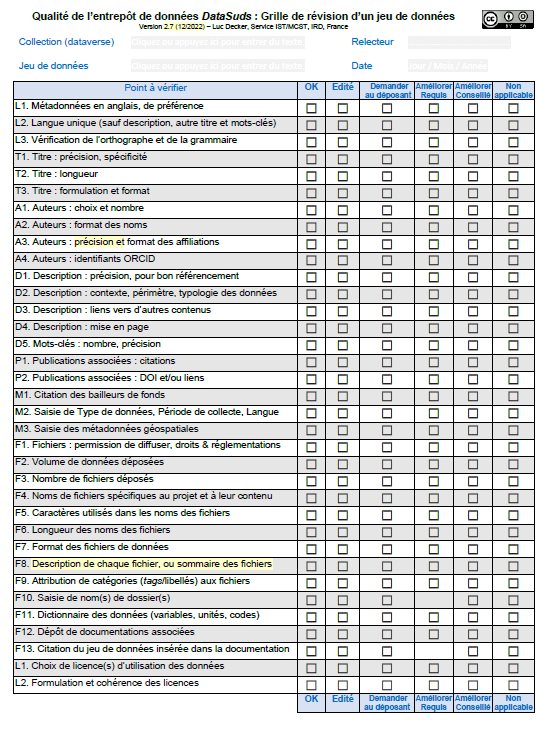 Qualité de l'entrepôt de données DataSuds : Grille de révision d'un jeu de données
Version 2.7 (12/2022) – Luc Decker, Service IST/MCST, IRD, France
CC BY SA
Collection (dataverse) Cliquez ou appuyez ici pour entrer du texte. Relecteur
Jeu de données Cliquez ou appuyez ici pour entrer du texte. Date Jour / Mois / Année
Point à vérifier OK Edité Demander au déposant Améliorer Requis Améliorer Conseillé Non applicable
L1. Métadonnées en anglais, de préférence
L2. Langue unique (sauf description, autre titre et mots-clés)
L3. Vérification de l'orthographe et de la grammaire
T1. Titre : précision, spécificité
T2. Titre : longueur
T3. Titre : formulation et format
A1. Auteurs : choix et nombre
A2. Auteurs : format des noms
A3. Auteurs : précision et format des affiliations
A4. Auteurs : identifiants ORCID
D1. Description : précision, pour bon référencement
D2. Description : contexte, périmètre, typologie des données
D3. Description : liens vers d'autres contenus
D4. Description : mise en page
D5. Mots-clés : nombre, précision
P1. Publications associées : citations
P2. Publications associées : DOI et/ou liens
M1. Citation des bailleurs de fonds
M2. Saisie de Type de données, Période de collecte, Langue
M3. Saisie des métadonnées géospatiales
F1. Fichiers : permission de diffuser, droits & réglementations
F2. Volume de données déposées
F3. Nombre de fichiers déposés
F4. Noms de fichiers spécifiques au projet et à leur contenu
F5. Caractères utilisés dans les noms des fichiers
F6. Longueur des noms des fichiers
F7. Format des fichiers de données
F8. Description de chaque fichier, ou sommaire des fichiers
F9. Attribution de catégories (tags/libellés) aux fichiers
F10. Saisie de nom(s) de dossier(s)
F11. Dictionnaire des données (variables, unités, codes)
F12. Dépôt de documentations associées
F13. Citation du jeu de données insérée dans la documentation
L1. Choix de licence(s) d'utilisation des données
L2. Formulation et cohérence des licences
OK Edité Demander au déposant Améliorer Requis Améliorer Conseillé Non applicable